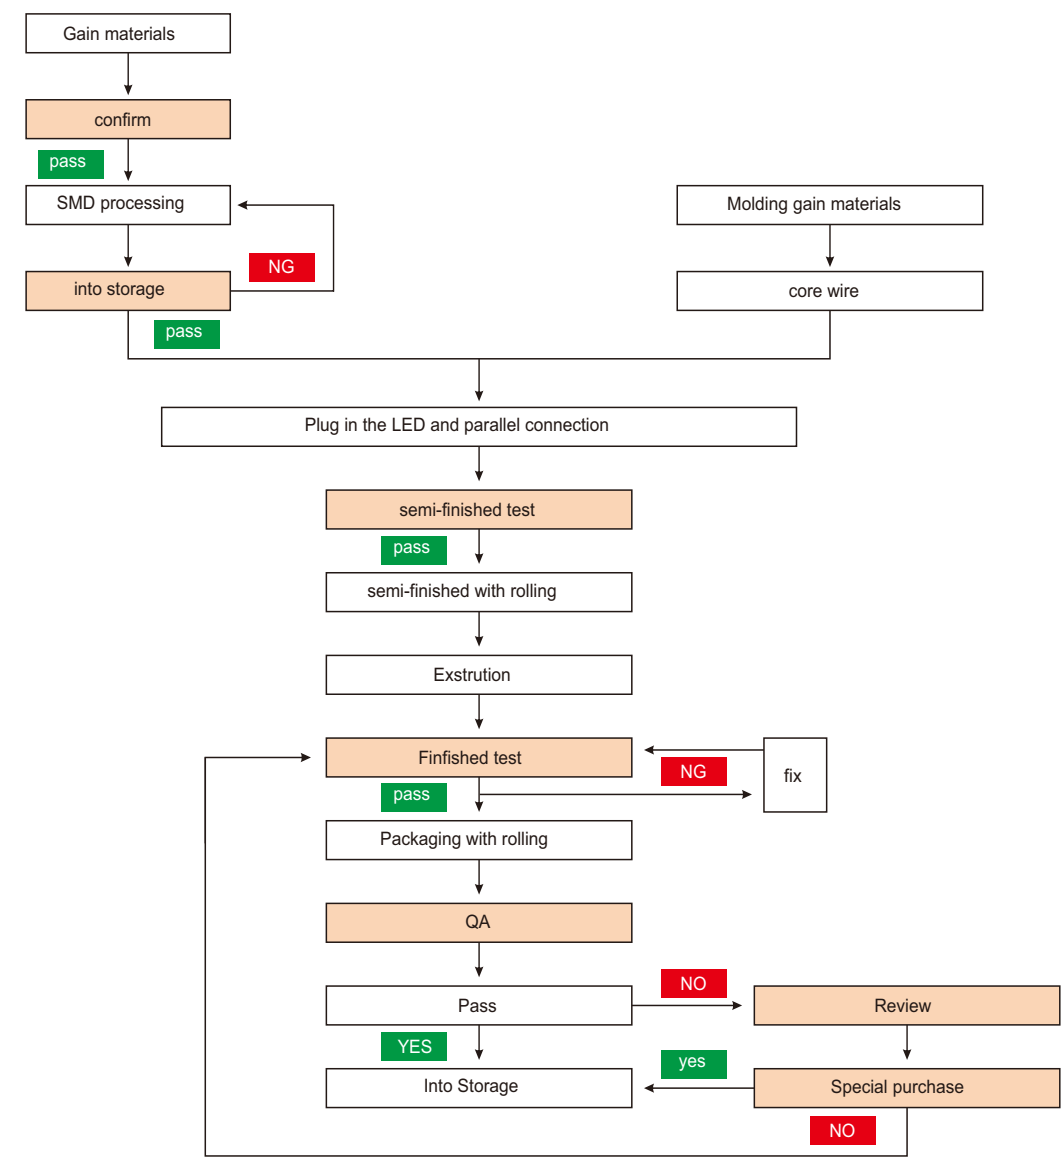 Gain materials
confirm
pass
SMD processing
Molding gain materials
NG
into storage
core wire
pass
Plug in the LED and parallel connection
semi-finished test
pass
semi-finished with rolling
Exstrution
Finfished test
NG
fix
pass
Packaging with rolling
QA
NO
Pass
Review
YES
yes
Into Storage
Special purchase
NO